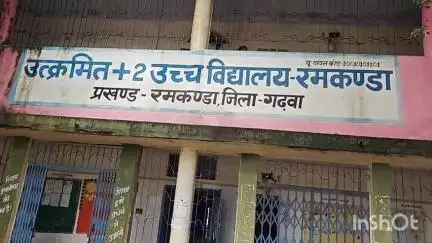 उत्क्रमित +2 उच्च विद्यालय-रमकण्डा
प्रखण्ड - रमकण्डा, जिला-गढ़वा
InShOt